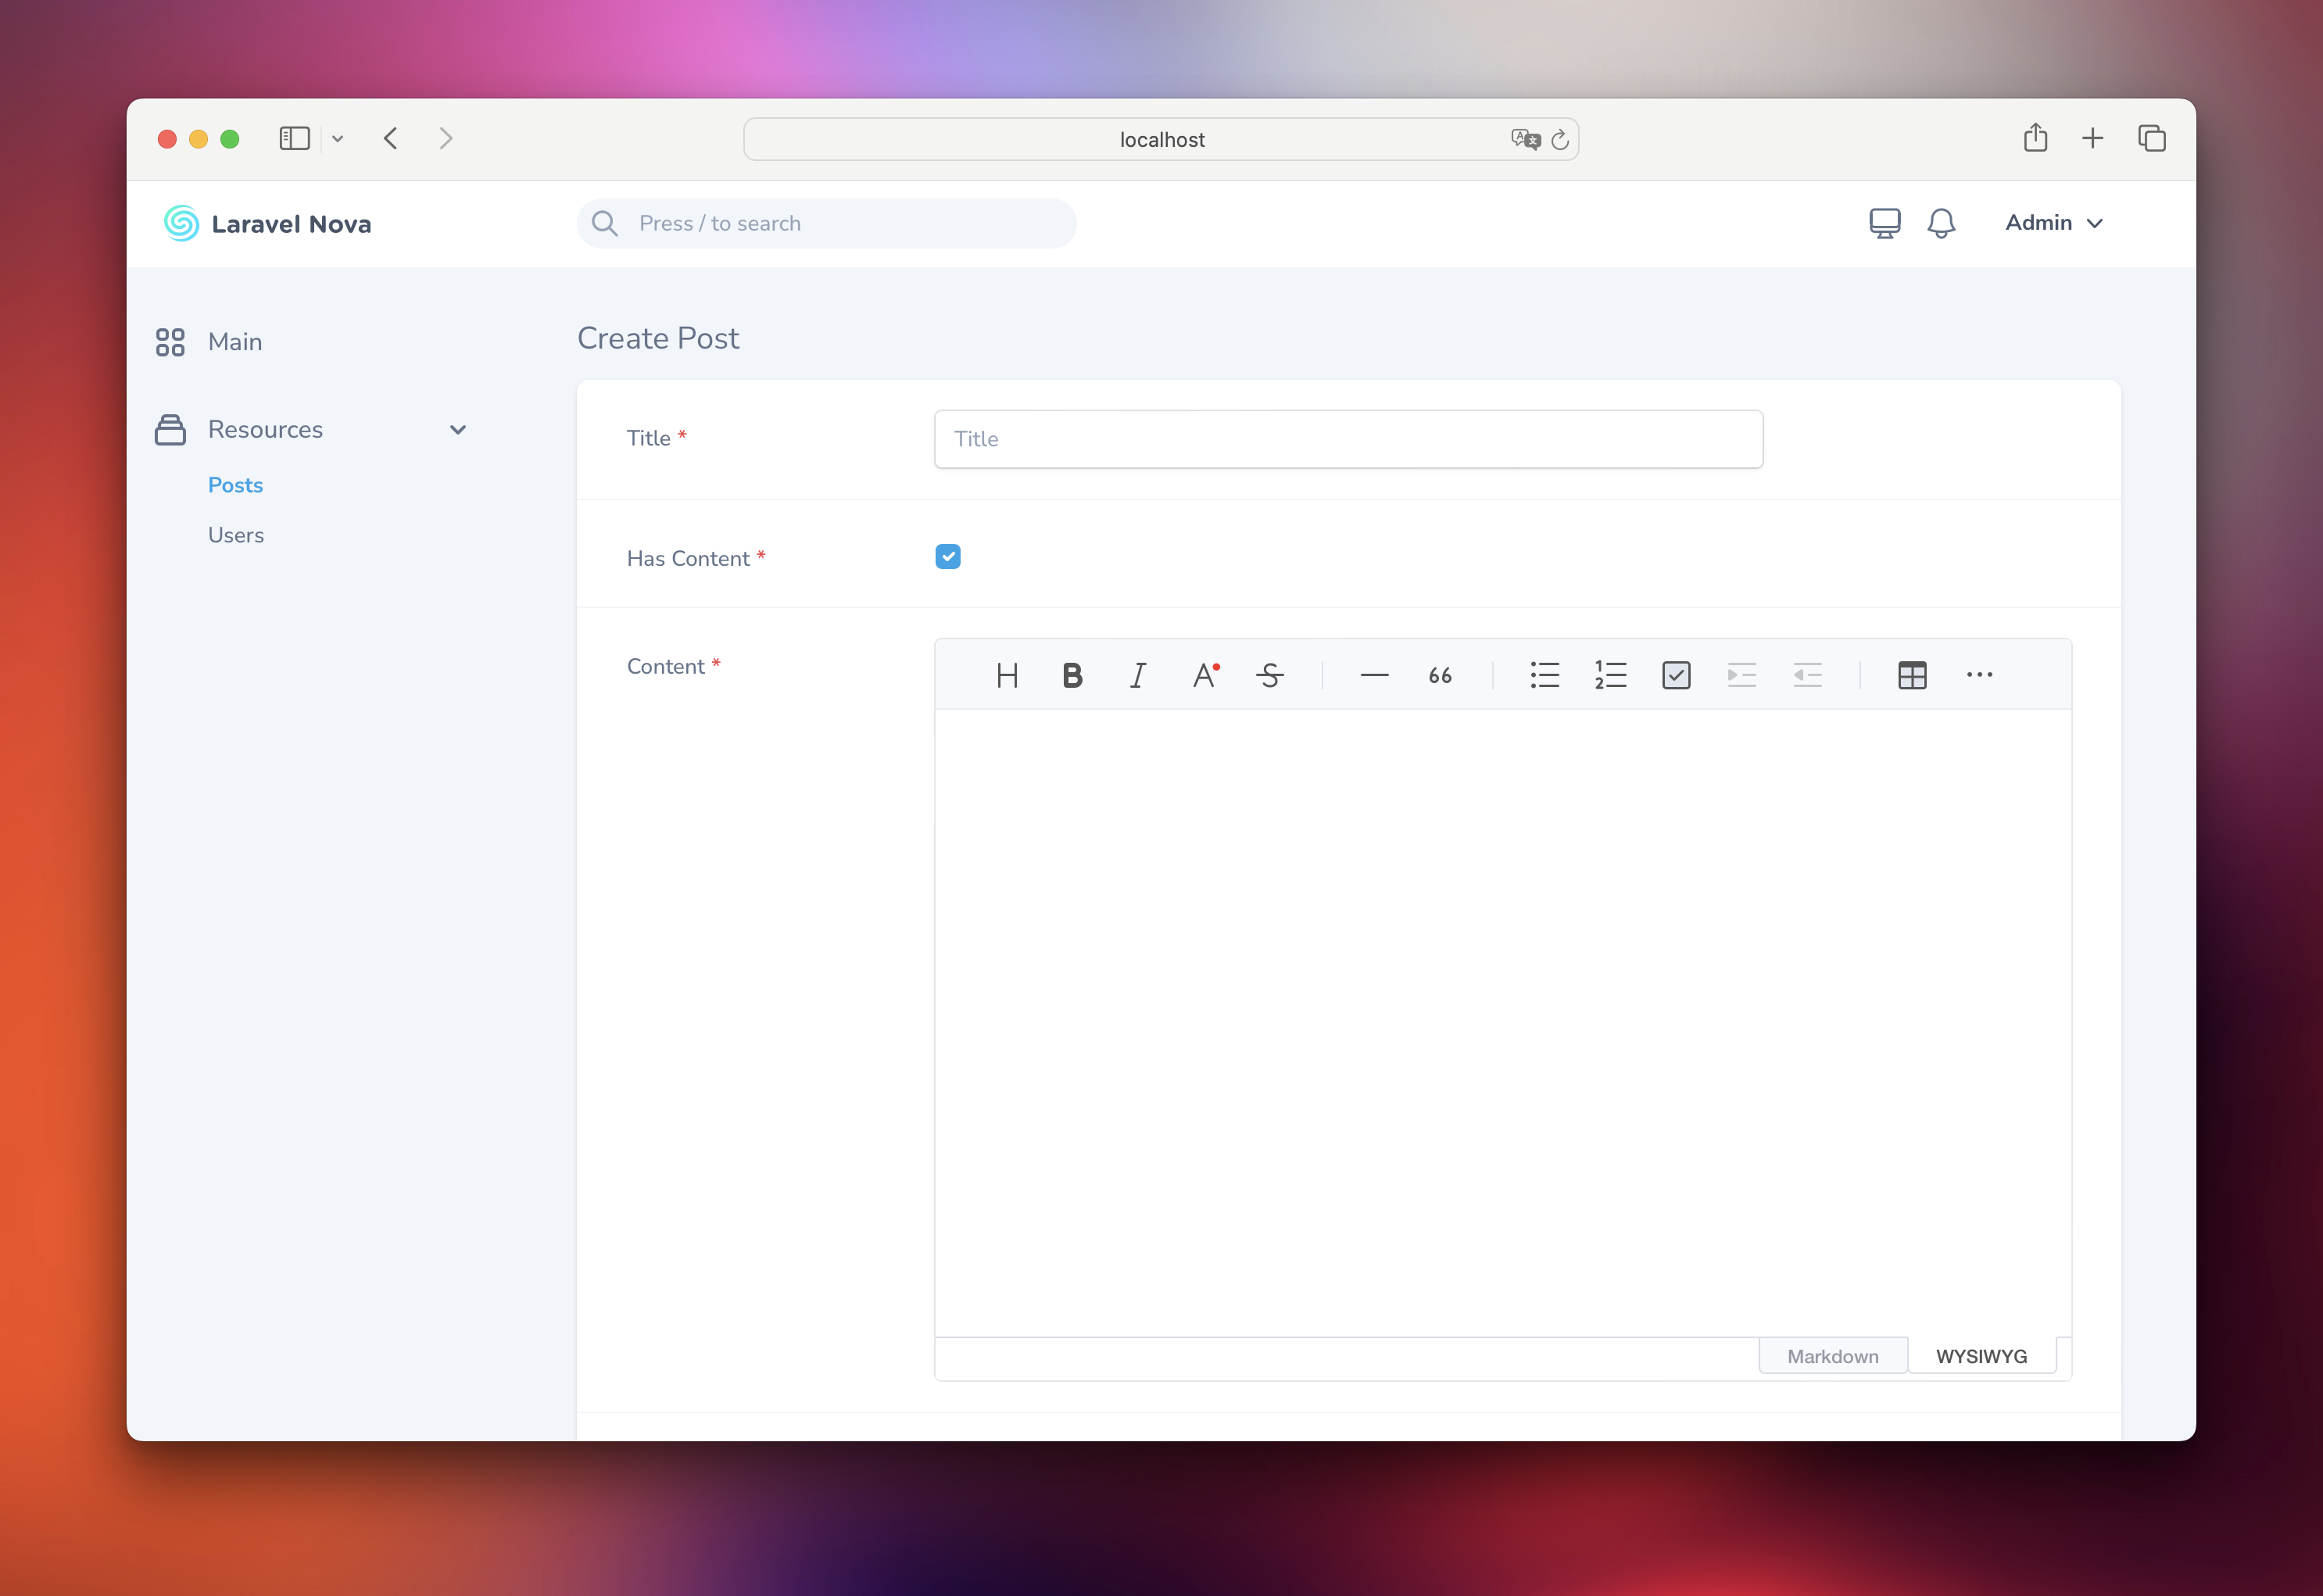 localhost
Laravel Nova
Press / to search
Admin
Main
Resources
Posts
Users
Create Post
Title *
Title
Has Content *
Content *
Markdown
WYSIWYG